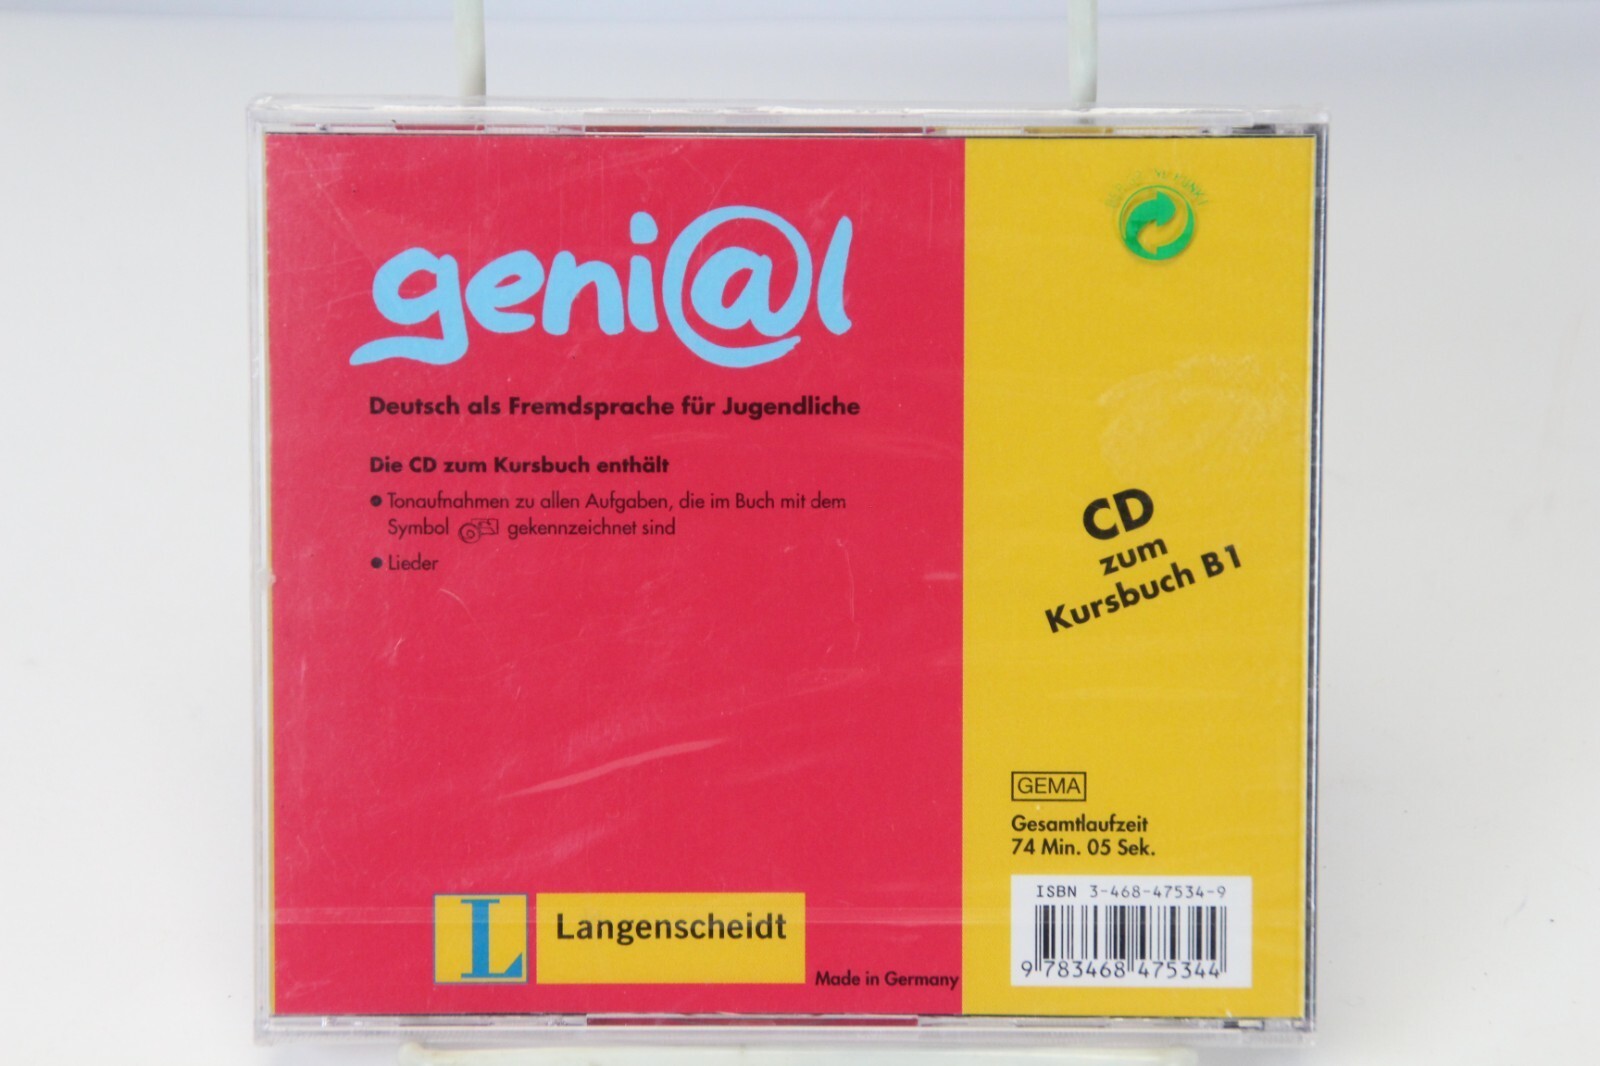 geni@l
Deutsch als Fremdsprache für Jugendliche
Die CD zum Kursbuch enthält
● Tonaufnahmen zu allen Aufgaben, die im Buch mit dem
Symbol gekennzeichnet sind
● Lieder
L Langenscheidt
Made in Germany
CD
zum
Kursbuch B1
GEMA
Gesamtlaufzeit
74 Min. 05 Sek.
ISBN 3-468-47534-9
9 783468 475344